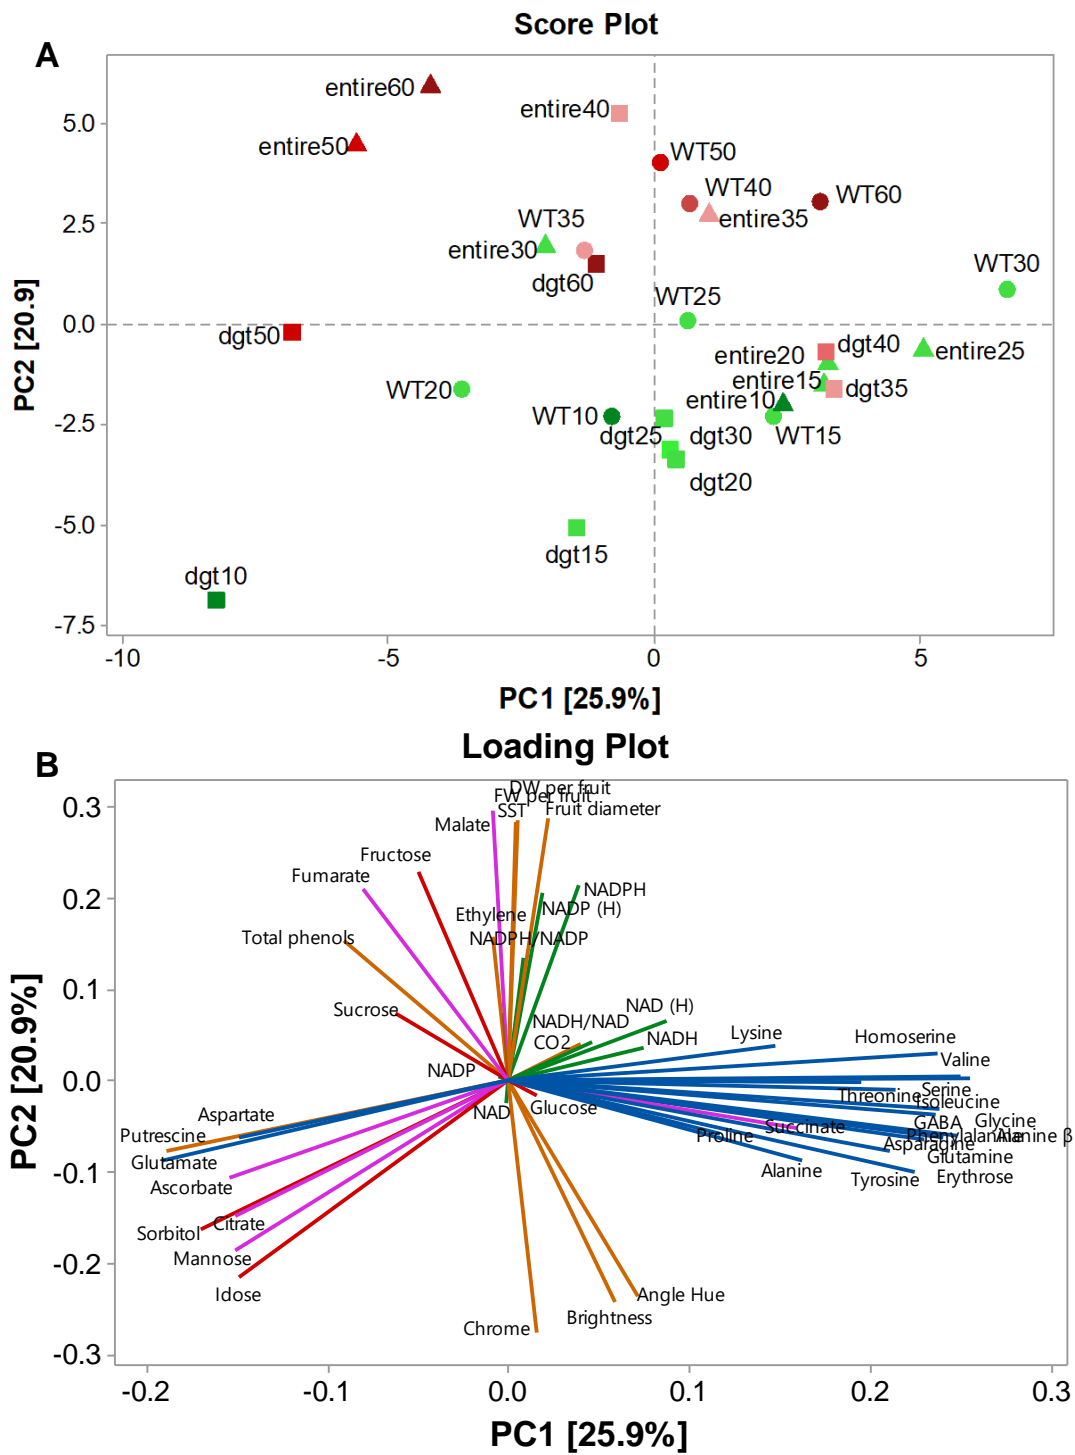 Score Plot
A
entire60
entire40
5.0
entire50
WT50
WT40
WT60
2.5
WT35
entire35
entire30
WT30
dgt60
WT25
0.0
dgt50
dgt40
entire25
entire20
entire15
WT20
dgt35
entire10
WT10
-2.5
dgt25
dgt30
WT15
dgt20
-5.0
dgt15
dgt10
-7.5
-10
-5
0
5
PC2 [20.9]
PC1 [25.9%]
Loading Plot
B
DW per fruit
FW per fruit
0.3
SST
Fruit diameter
Malate
Fructose
Fumarate
NADPH
0.2
NADP (H)
Ethylene
Total phenols
NADPH/NADP
0.1
Sucrose
NAD (H)
NADH/NAD
Lysine
Homoserine
CO2
NADH
Valine
NADP
0.0
Threonine
Serine
Isoleucine
Glucose
NAD
Aspartate
GABA
Glycine
Succinate
Putrescine
Proline
Phenylalanine
Alanine β
Asparagine
Glutamate
Glutamine
-0.1
Alanine
Ascorbate
Tyrosine
Erythrose
Citrate
Sorbitol
Mannose
-0.2
Idose
Angle Hue
Brightness
Chrome
-0.3
-0.2
-0.1
0.0
0.1
0.2
0.3
PC2 [20.9%]
PC1 [25.9%]